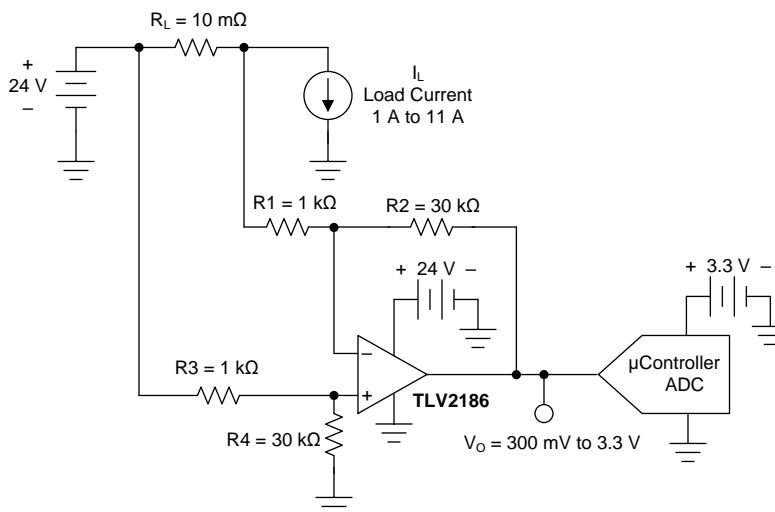 R_L = 10 mΩ
+
24 V
–
I_L
Load Current
1 A to 11 A
R1 = 1 kΩ
R2 = 30 kΩ
+ 24 V –
+ 3.3 V –
–
R3 = 1 kΩ
+
TLV2186
µController
ADC
R4 = 30 kΩ
V_O = 300 mV to 3.3 V